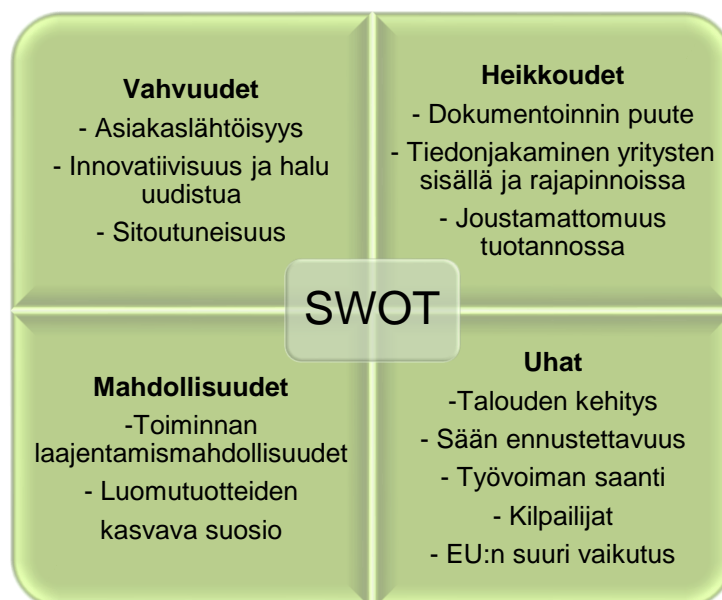 Vahvuudet
- Asiakaslähtöisyys
- Innovatiivisuus ja halu
uudistua
- Sitoutuneisuus
Heikkoudet
- Dokumentoinnin puute
- Tiedonjakaminen yritysten
sisällä ja rajapinnoissa
- Joustamattomuus
tuotannossa
SWOT
Mahdollisuudet
-Toiminnan
laajentamismahdollisuudet
- Luomutuotteiden
kasvava suosio
Uhat
-Talouden kehitys
- Sään ennustettavuus
- Työvoiman saanti
- Kilpailijat
- EU:n suuri vaikutus